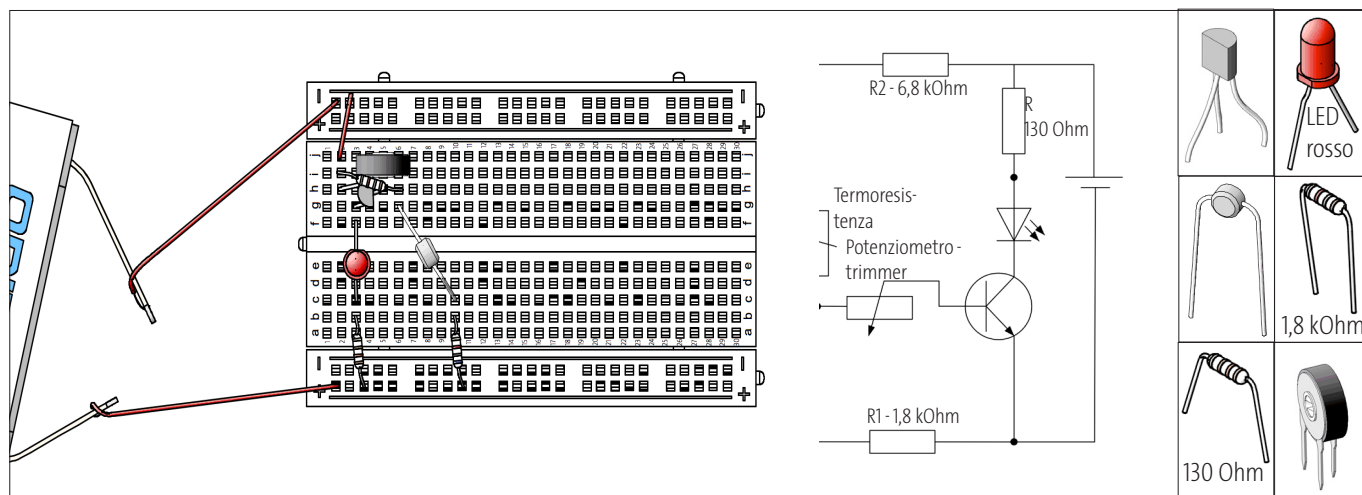 R2 - 6,8 kOhm
R
130 Ohm
Termoresis-
tenza
Potenziometro -
trimmer
R1 - 1,8 kOhm
LED
rosso
1,8 kOhm
130 Ohm
j
i
h
g
f
e
d
c
b
a